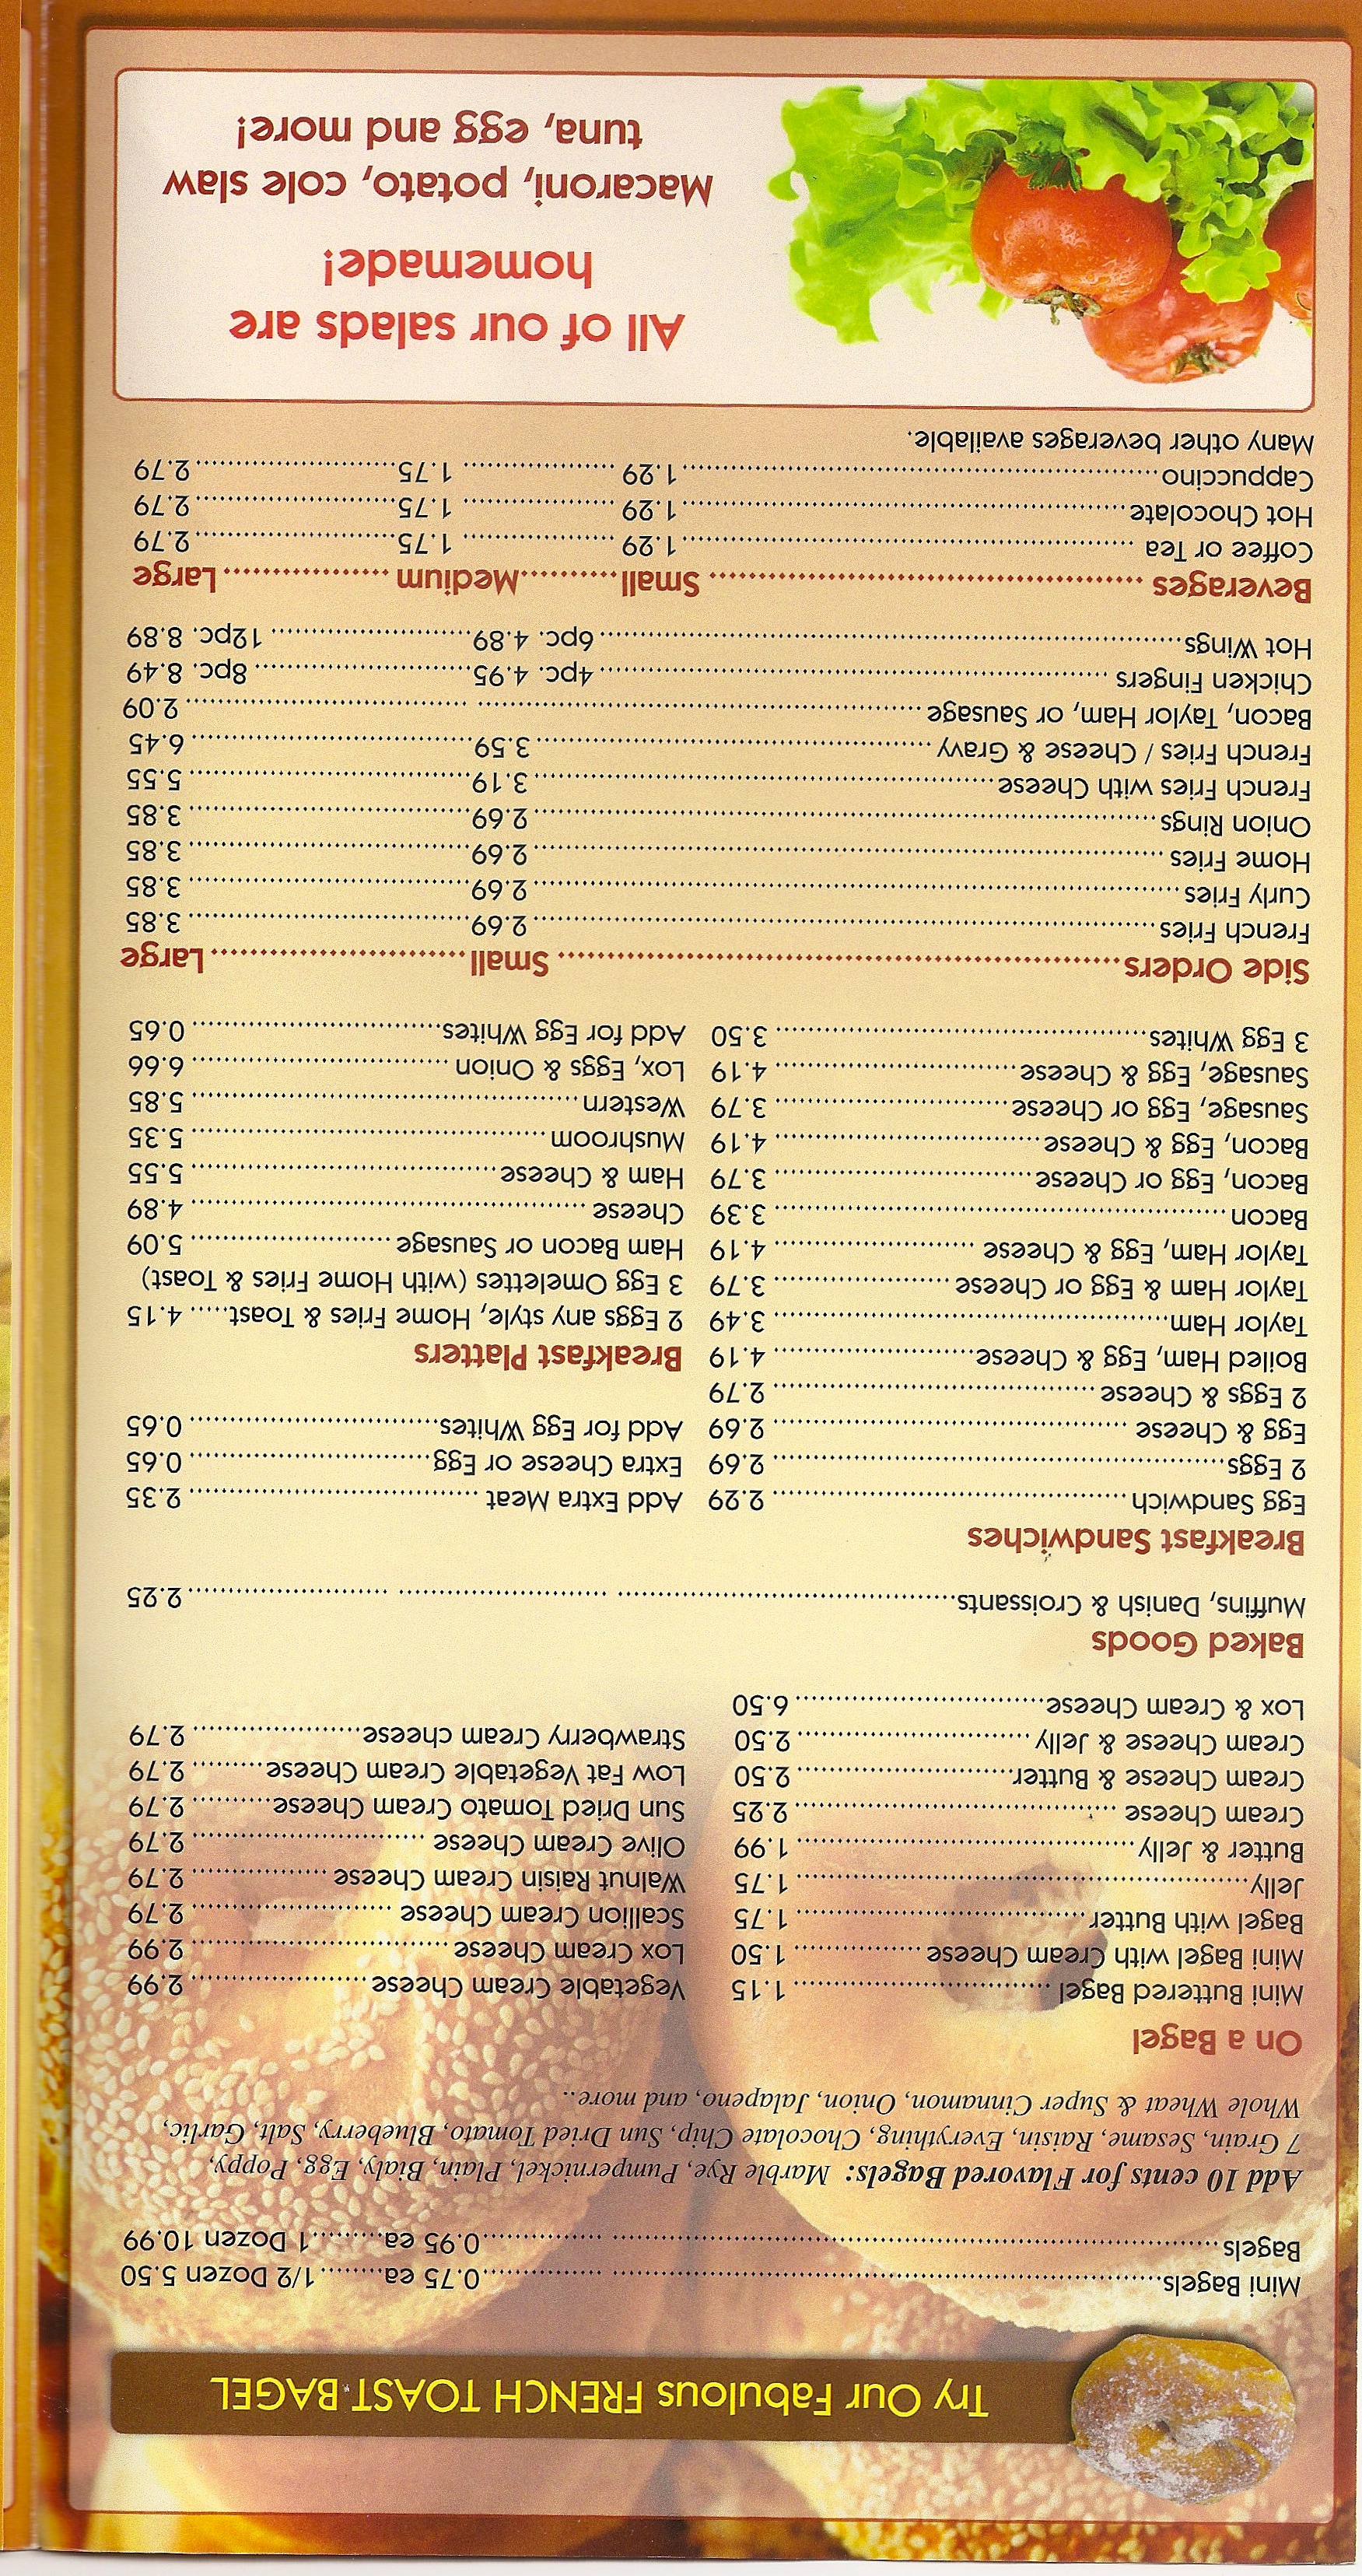 Try Our Fabulous FRENCH TOAST BAGEL
Mini Bagels 0.75 ea 1/2 Dozen 5.50
Bagels 0.95 ea 1 Dozen 10.99
Add 10 cents for Flavored Bagels: Marble Rye, Pumpernickel, Plain, Bialy, Egg, Poppy,
7 Grain, Sesame, Raisin, Everything, Chocolate Chip, Sun Dried Tomato, Blueberry, Salt, Garlic,
Whole Wheat & Super Cinnamon, Onion, Jalapeno, and more..
On a Bagel
Mini Buttered Bagel 1.15
Mini Bagel with Cream Cheese 1.50
Bagel with Butter 1.75
Jelly 1.75
Butter & Jelly 1.99
Cream Cheese 2.25
Cream Cheese & Butter 2.50
Cream Cheese & Jelly 2.50
Lox & Cream Cheese 6.50
Vegetable Cream Cheese 2.99
Lox Cream Cheese 2.99
Scallion Cream Cheese 2.79
Walnut Raisin Cream Cheese 2.79
Olive Cream Cheese 2.79
Sun Dried Tomato Cream Cheese 2.79
Low Fat Vegetable Cream Cheese 2.79
Strawberry Cream cheese 2.79
Baked Goods
Muffins, Danish & Croissants 2.25
Breakfast Sandwiches
Egg Sandwich 2.29
2 Eggs 2.69
Egg & Cheese 2.69
2 Eggs & Cheese 2.79
Boiled Ham, Egg & Cheese 4.19
Taylor Ham 3.49
Taylor Ham & Egg or Cheese 3.79
Taylor Ham, Egg & Cheese 4.19
Bacon 3.39
Bacon, Egg or Cheese 3.79
Bacon, Egg & Cheese 4.19
Sausage, Egg or Cheese 3.79
Sausage, Egg & Cheese 4.19
3 Egg Whites 3.50
Add Extra Meat 2.35
Extra Cheese or Egg 0.65
Add for Egg Whites 0.65
Breakfast Platters
2 Eggs any style, Home Fries & Toast 4.15
3 Egg Omelettes (with Home Fries & Toast)
Ham Bacon or Sausage 5.09
Cheese 4.89
Ham & Cheese 5.55
Mushroom 5.35
Western 5.85
Lox, Eggs & Onion 6.66
Add for Egg Whites 0.65
Side Orders Small Large
French Fries 2.69 3.85
Curly Fries 2.69 3.85
Home Fries 2.69 3.85
Onion Rings 2.69 3.85
French Fries with Cheese 3.19 5.55
French Fries / Cheese & Gravy 3.59 6.45
Bacon, Taylor Ham, or Sausage 2.09
Chicken Fingers 4pc. 4.95 8pc. 8.49
Hot Wings 6pc. 4.89 12pc. 8.89
Beverages Small Medium Large
Coffee or Tea 1.29 1.75 2.79
Hot Chocolate 1.29 1.75 2.79
Cappuccino 1.29 1.75 2.79
Many other beverages available.
All of our salads are
homemade!
Macaroni, potato, cole slaw
tuna, egg and more!